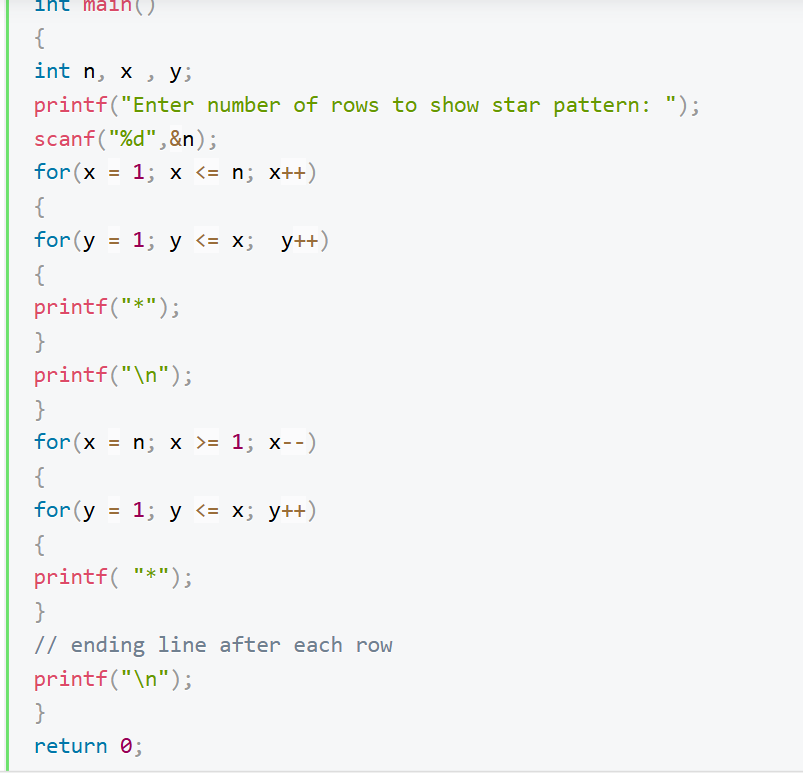 int main()
{
int n, x , y;
printf("Enter number of rows to show star pattern: ");
scanf("%d",&n);
for(x = 1; x <= n; x++)
{
for(y = 1; y <= x;  y++)
{
printf("*");
}
printf("\n");
}
for(x = n; x >= 1; x--)
{
for(y = 1; y <= x; y++)
{
printf( "*");
}
// ending line after each row
printf("\n");
}
return 0;